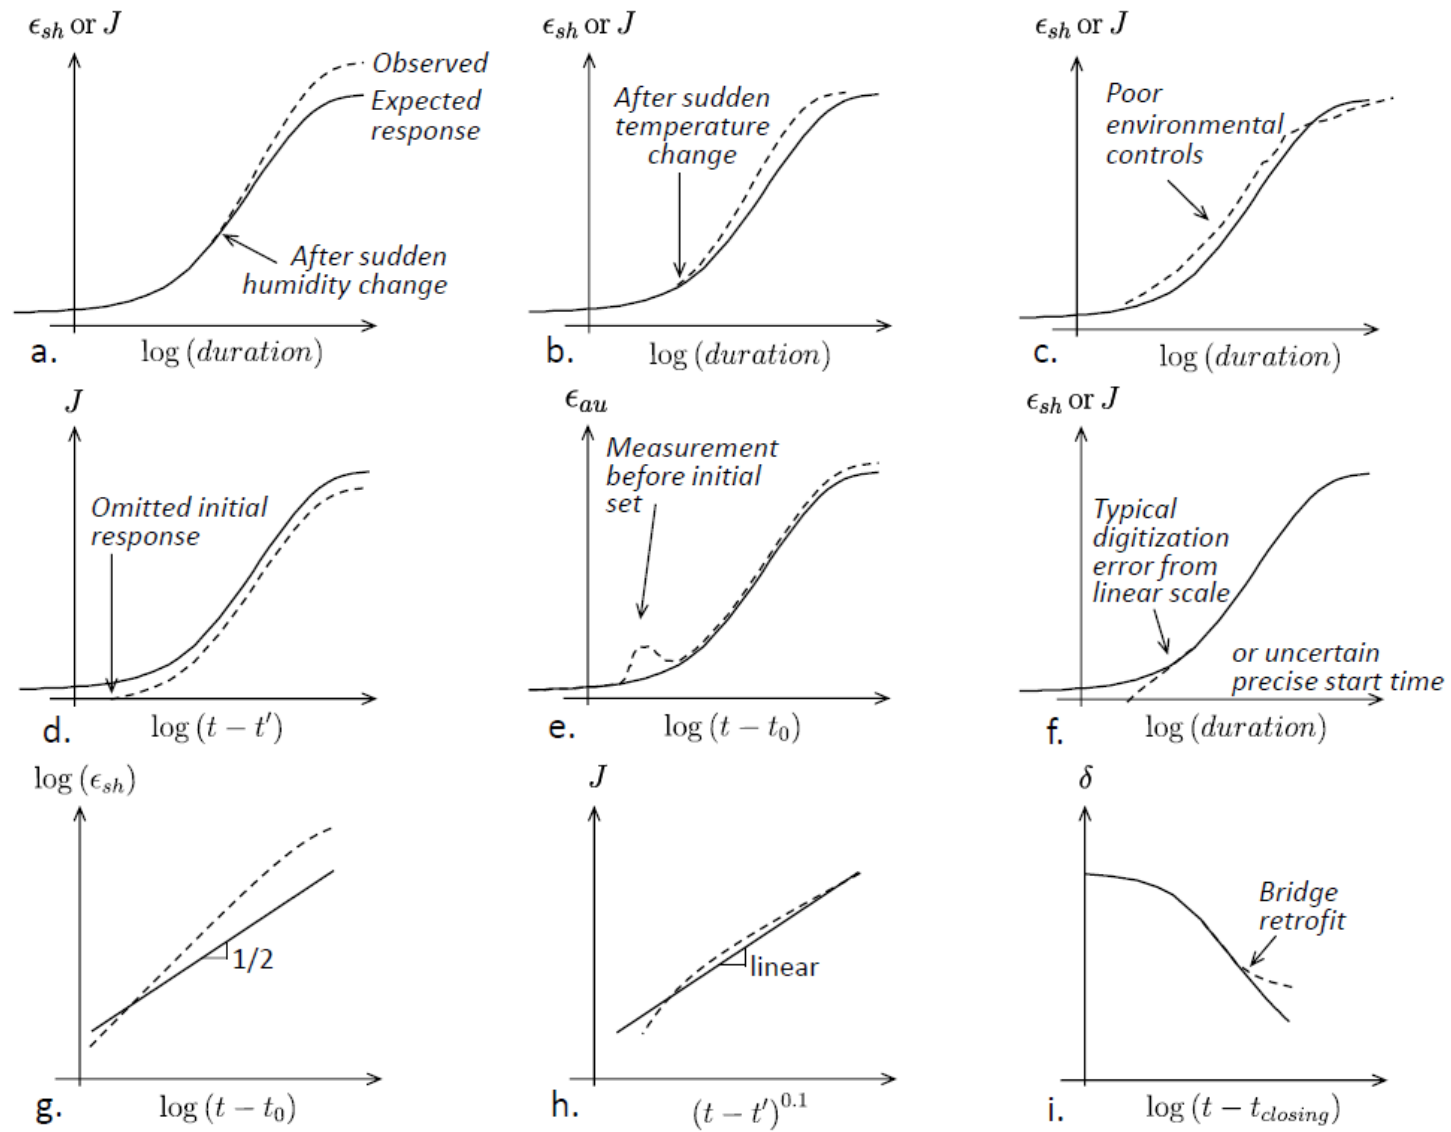 ϵsh or J
Observed
Expected
response
After sudden
humidity change
a.
log (duration)
ϵsh or J
After sudden
temperature
change
b.
log (duration)
ϵsh or J
Poor
environmental
controls
c.
log (duration)
J
Omitted initial
response
d.
log (t − t′)
ϵau
Measurement
before initial
set
e.
log (t − t0)
ϵsh or J
Typical
digitization
error from
linear scale
or uncertain
precise start time
f.
log (duration)
log (ϵsh)
1/2
g.
log (t − t0)
J
linear
h.
(t − t′)^0.1
δ
Bridge
retrofit
i.
log (t − tclosing)